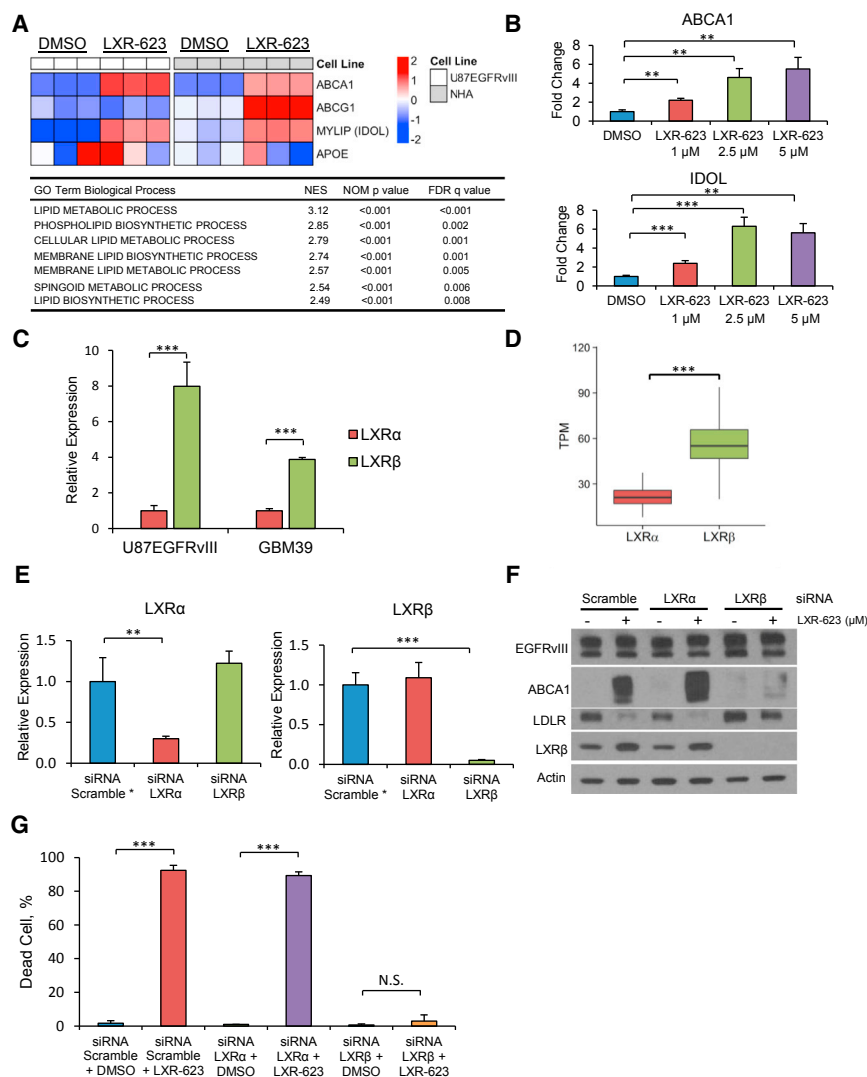 A
DMSO LXR-623 DMSO LXR-623
Cell Line
ABCA1
ABCG1
MYLIP (IDOL)
APOE
2
1
0
-1
-2
Cell Line
U87EGFRvIII
NHA
GO Term Biological Process NES NOM p value FDR q value
LIPID METABOLIC PROCESS 3.12 <0.001 <0.001
PHOSPHOLIPID BIOSYNTHETIC PROCESS 2.85 <0.001 0.002
CELLULAR LIPID METABOLIC PROCESS 2.79 <0.001 0.001
MEMBRANE LIPID BIOSYNTHETIC PROCESS 2.74 <0.001 0.001
MEMBRANE LIPID METABOLIC PROCESS 2.57 <0.001 0.005
SPINGOID METABOLIC PROCESS 2.54 <0.001 0.006
LIPID BIOSYNTHETIC PROCESS 2.49 <0.001 0.008
B
ABCA1
Fold Change
8
6
4
2
0
**
**
**
DMSO LXR-623 LXR-623 LXR-623
1 µM 2.5 µM 5 µM
IDOL
Fold Change
8
6
4
2
0
**
***
***
DMSO LXR-623 LXR-623 LXR-623
1 µM 2.5 µM 5 µM
C
Relative Expression
10
8
6
4
2
0
***
***
LXRα
LXRβ
U87EGFRvIII GBM39
D
TPM
90
60
30
***
LXRα LXRβ
E
LXRα
Relative Expression
1.5
1.0
0.5
0.0
**
siRNA siRNA siRNA
Scramble * LXRα LXRβ
LXRβ
Relative Expression
1.5
1.0
0.5
0.0
***
siRNA siRNA siRNA
Scramble * LXRα LXRβ
F
Scramble LXRα LXRβ siRNA
- + - + - + LXR-623 (µM)
EGFRvIII
ABCA1
LDLR
LXRβ
Actin
G
Dead Cell, %
100
80
60
40
20
0
***
***
N.S.
siRNA siRNA siRNA siRNA siRNA siRNA
Scramble Scramble LXRα + LXRα + LXRβ + LXRβ +
+ DMSO + LXR-623 DMSO LXR-623 DMSO LXR-623